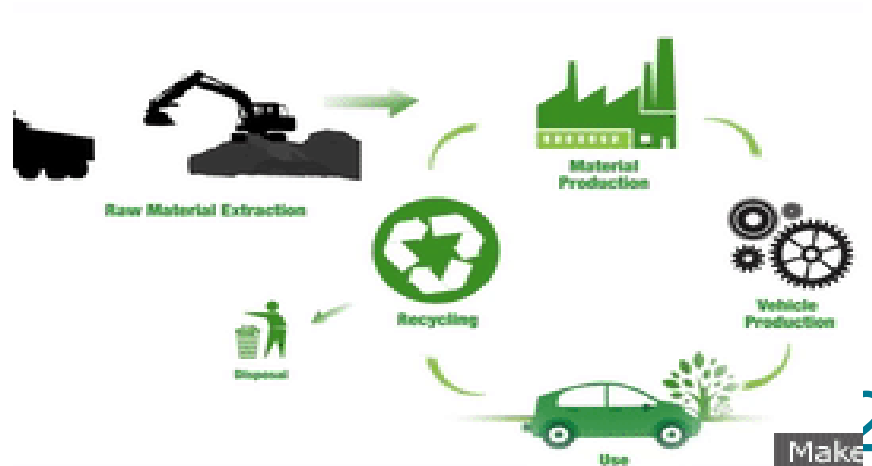 Material
Production
Raw Material Extraction
Vehicle
Production
Recycling
Disposal
Use
Make